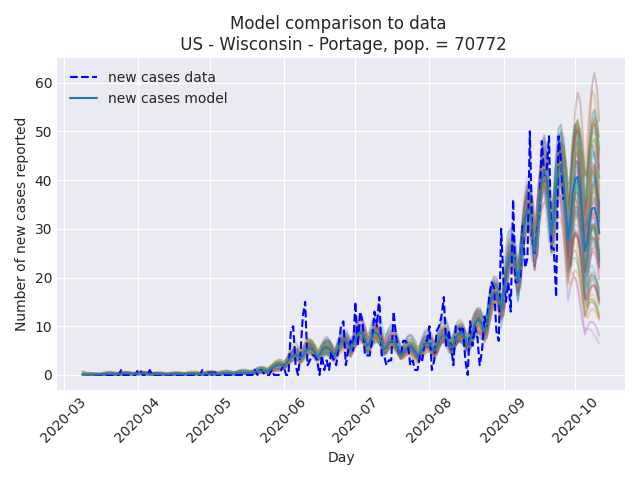 Model comparison to data
US - Wisconsin - Portage, pop. = 70772
new cases data
new cases model
Number of new cases reported
60
50
40
30
20
10
0
2020-03
2020-04
2020-05
2020-06
2020-07
2020-08
2020-09
2020-10
Day